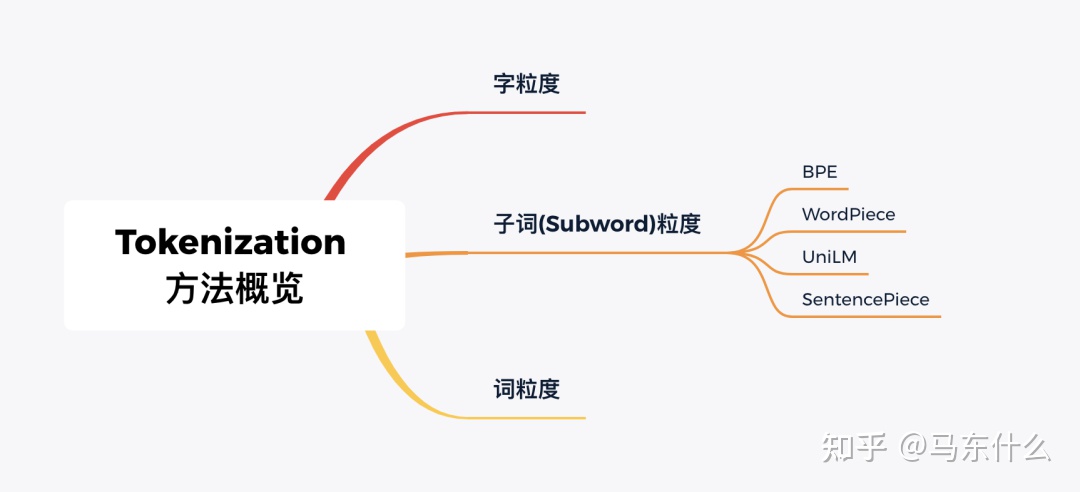 Tokenization
方法概览
字粒度
子词(Subword)粒度
BPE
WordPiece
UniLM
SentencePiece
词粒度
知乎 @马东什么